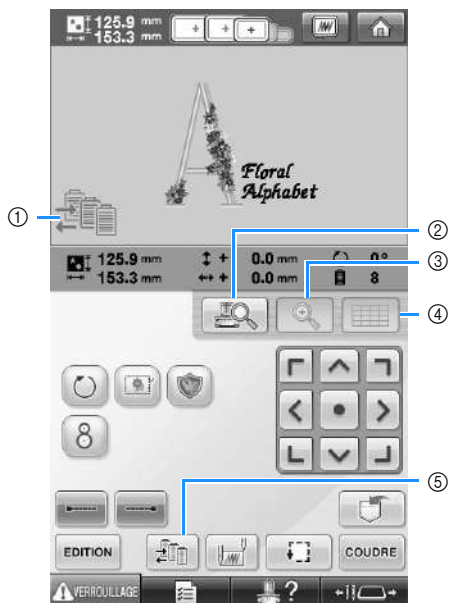 125.9 mm
153.3 mm
Floral
Alphabet
①
②
125.9 mm + 0.0 mm 0°
153.3 mm + 0.0 mm 8
③
④
8
⑤
EDITION
COUDRE
VERROUILLAGE
?